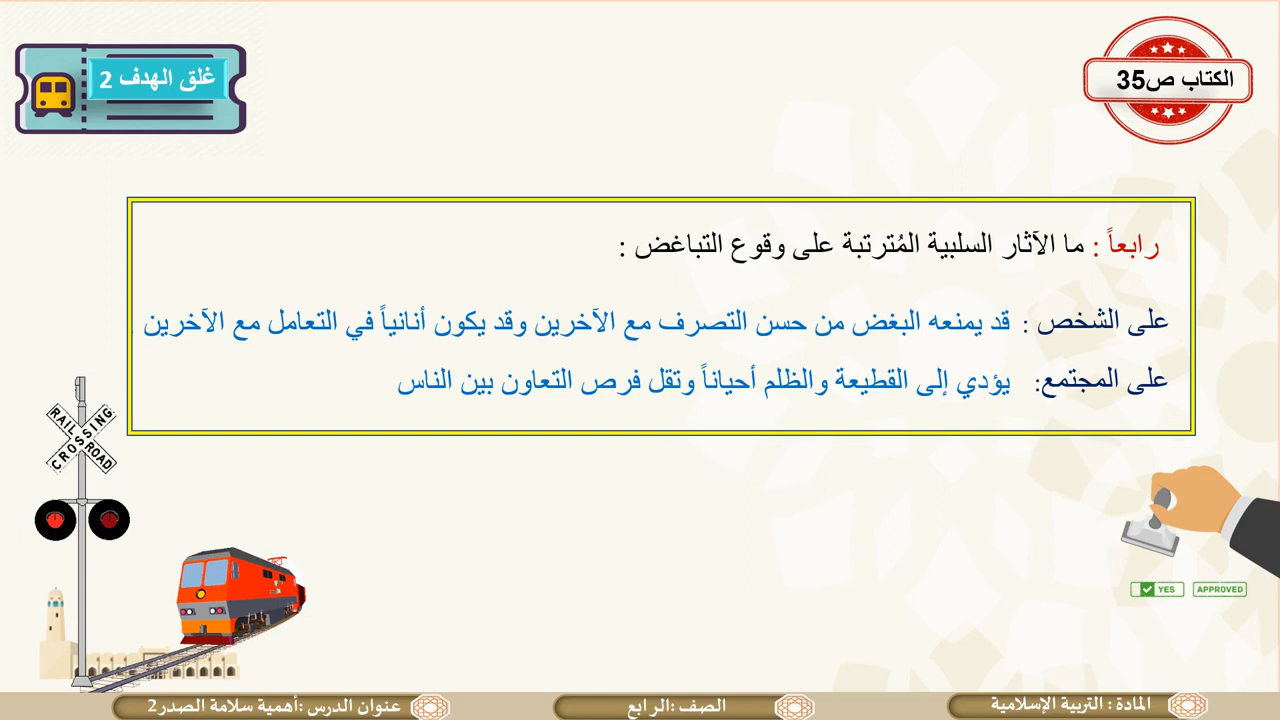 غلق الهدف 2
الكتاب ص35
رابعاً : ما الآثار السلبية المُترتبة على وقوع التباغض :
على الشخص : قد يمنعه البغض من حسن التصرف مع الآخرين وقد يكون أنانياً في التعامل مع الآخرين .
على المجتمع: يؤدي إلى القطيعة والظلم أحياناً وتقل فرص التعاون بين الناس
RAIL ROAD
CROSSING
YES
APPROVED
المادة : التربية الإسلامية
الصف :الرابع
عنوان الدرس :أهمية سلامة الصدر2